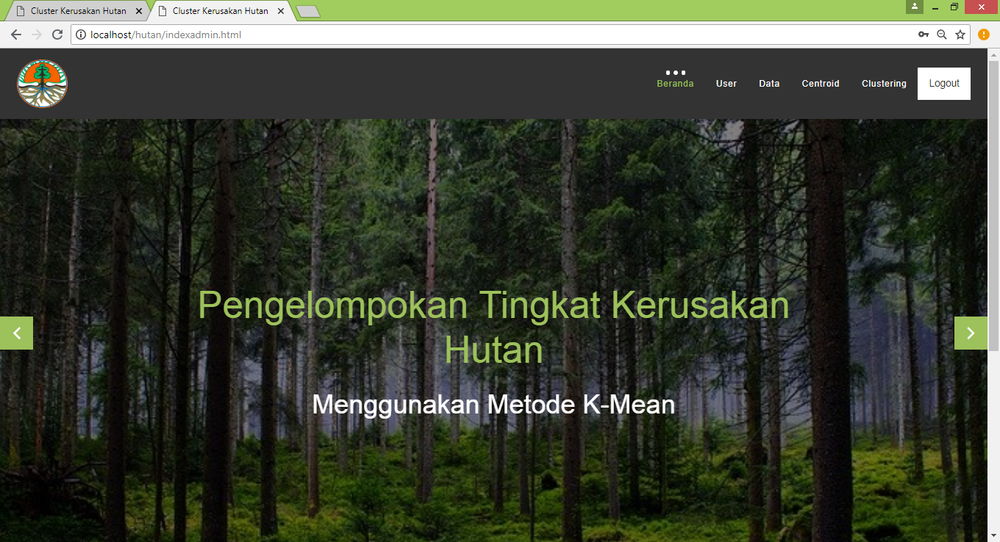 Cluster Kerusakan Hutan
Cluster Kerusakan Hutan
localhost/hutan/indexadmin.html
Beranda User Data Centroid Clustering Logout
Pengelompokan Tingkat Kerusakan
Hutan
Menggunakan Metode K-Mean